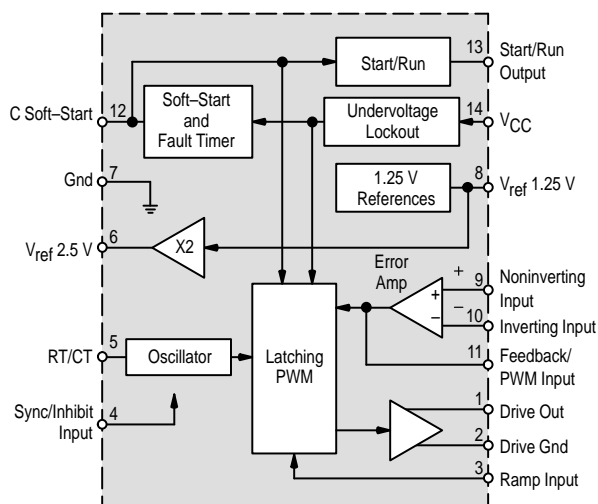 13 Start/Run
Output
Start/Run
C Soft–Start 12
Soft–Start
and
Fault Timer
Undervoltage
Lockout
14 VCC
7
Gnd
1.25 V
References
8 Vref 1.25 V
Vref 2.5 V 6
X2
Error
Amp
+
+
9 Noninverting
Input
–
–
10 Inverting Input
5
RT/CT
Oscillator
Latching
PWM
11 Feedback/
PWM Input
Sync/Inhibit 4
Input
1 Drive Out
2 Drive Gnd
3 Ramp Input